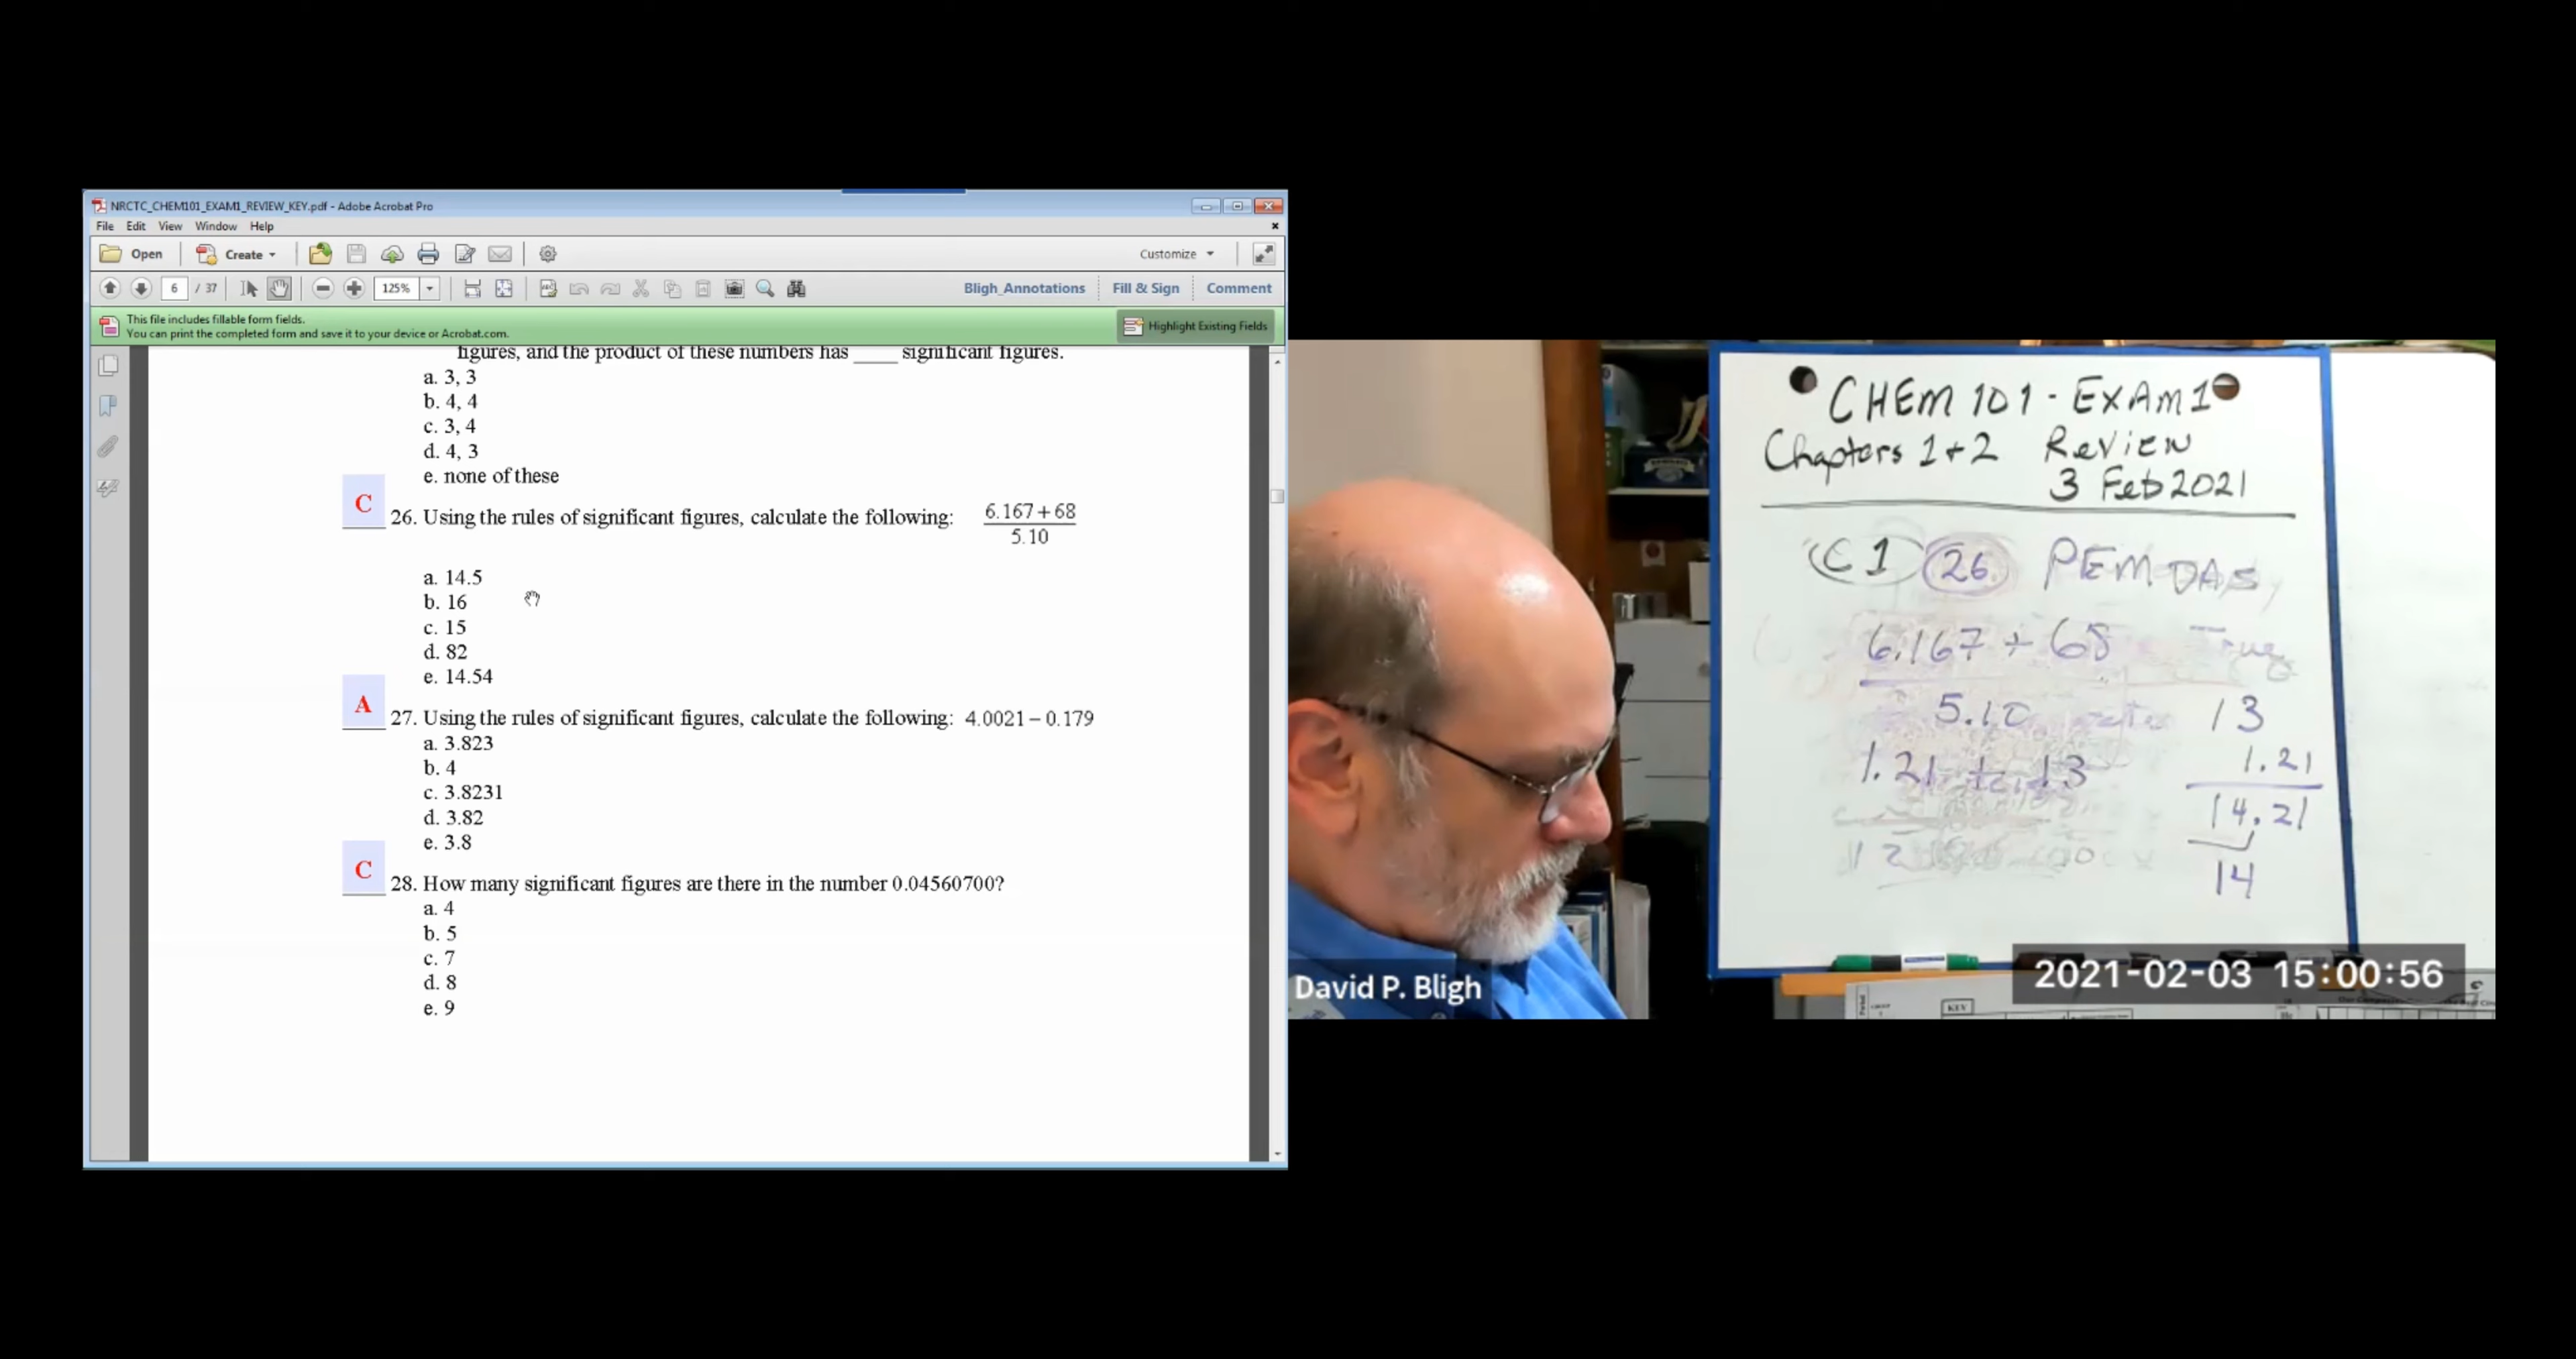 NRCTC_CHEM101_EXAM1_REVIEW_KEY.pdf - Adobe Acrobat Pro
File Edit View Window Help
Open Create Customize
6 / 37 125% Bligh_Annotations Fill & Sign Comment
This file includes fillable form fields.
You can print the completed form and save it to your device or Acrobat.com.
Highlight Existing Fields
figures, and the product of these numbers has ____ significant figures.
a. 3, 3
b. 4, 4
c. 3, 4
d. 4, 3
e. none of these
C 26. Using the rules of significant figures, calculate the following: 6.167 + 68
5.10
a. 14.5
b. 16
c. 15
d. 82
e. 14.54
A 27. Using the rules of significant figures, calculate the following: 4.0021 – 0.179
a. 3.823
b. 4
c. 3.8231
d. 3.82
e. 3.8
C 28. How many significant figures are there in the number 0.04560700?
a. 4
b. 5
c. 7
d. 8
e. 9
CHEM 101 - EXAM 1
Chapters 1 + 2 Review
3 Feb 2021
C 1 26 PEMDAS
6.167 + 68
5.10
13
1.21
1.21 + 13
14.21
14
David P. Bligh
2021-02-03 15:00:56
KEY